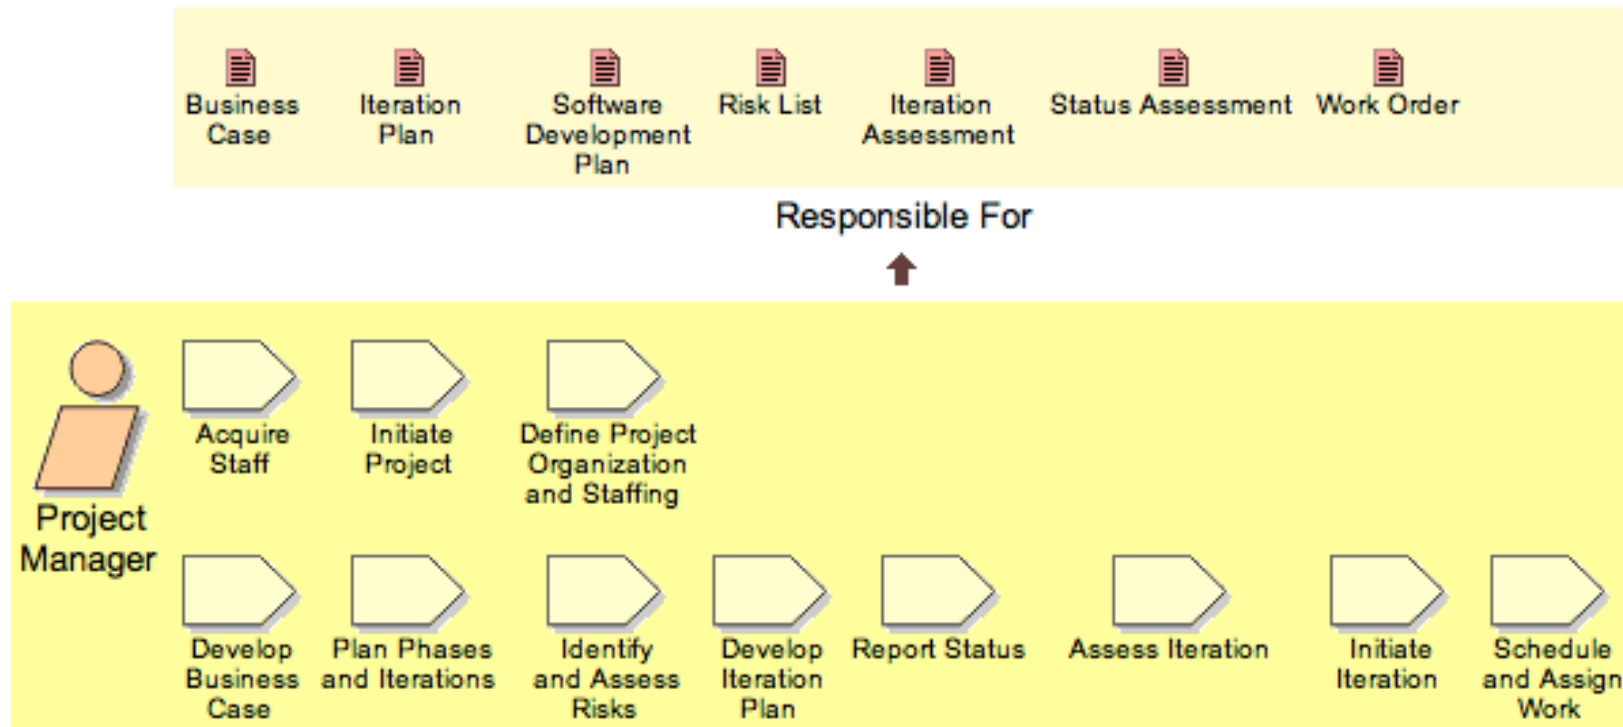 Business
Case
Iteration
Plan
Software
Development
Plan
Risk List
Iteration
Assessment
Status Assessment
Work Order
Responsible For
Project
Manager
Acquire
Staff
Initiate
Project
Define Project
Organization
and Staffing
Develop
Business
Case
Plan Phases
and Iterations
Identify
and Assess
Risks
Develop
Iteration
Plan
Report Status
Assess Iteration
Initiate
Iteration
Schedule
and Assign
Work